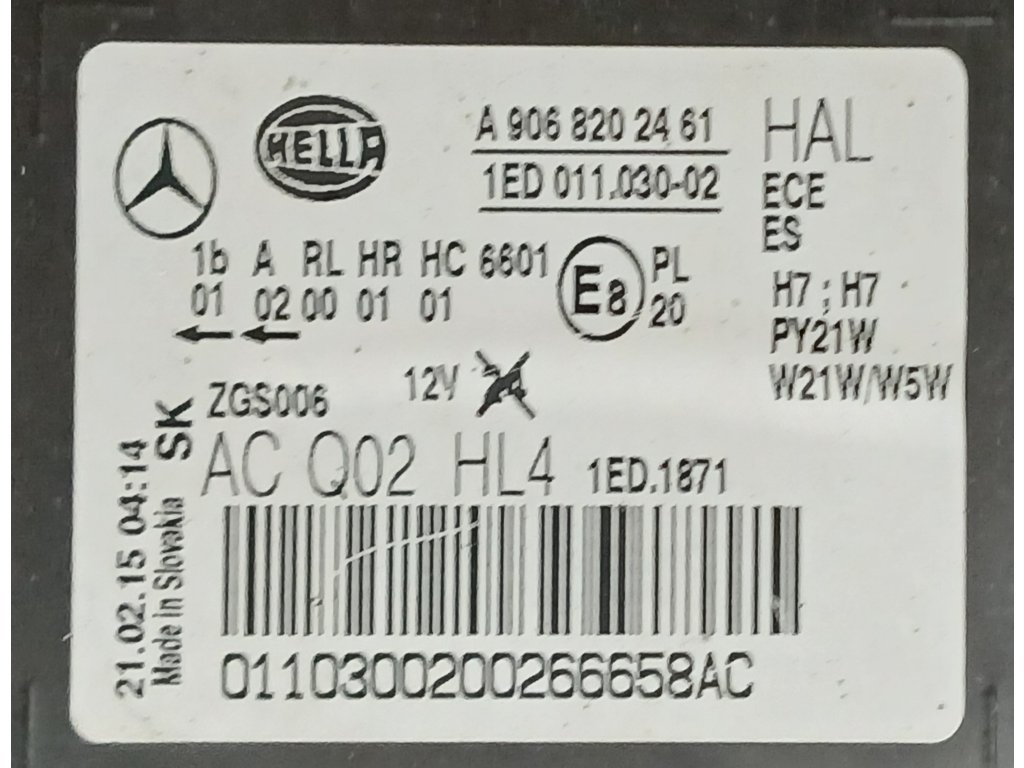 HELLA
A 906 820 24 61
1ED 011.030-02
HAL
ECE
ES
1b A RL HR HC 6601
01 02 00 01 01
E8
PL
20
H7 ; H7
PY21W
W21W/W5W
ZGS006 12V
AC Q02 HL4 1ED.1871
011030020026658AC
21.02.15 04:14
Made in Slovakia
SK